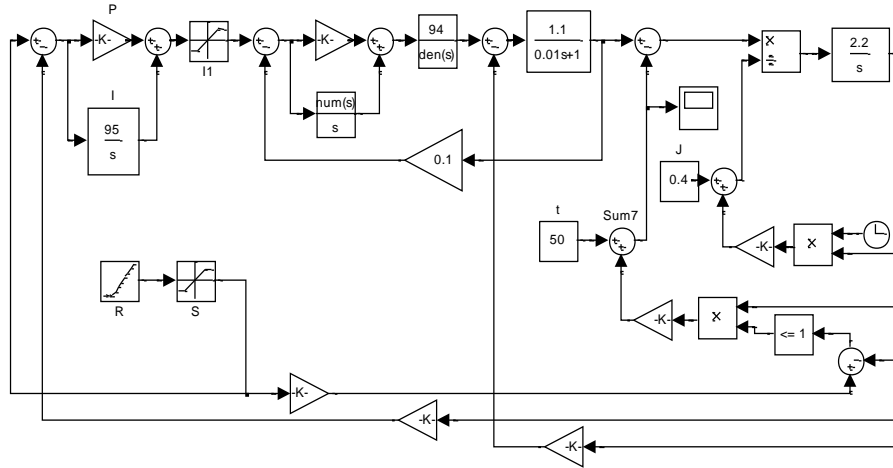 P
-K-
I1
-K-
94
den(s)
1.1
0.01s+1
x
÷
2.2
s
I
95
s
num(s)
s
0.1
J
0.4
t
50
Sum7
-K-
x
R
S
-K-
x
<= 1
-K-
-K-
-K-